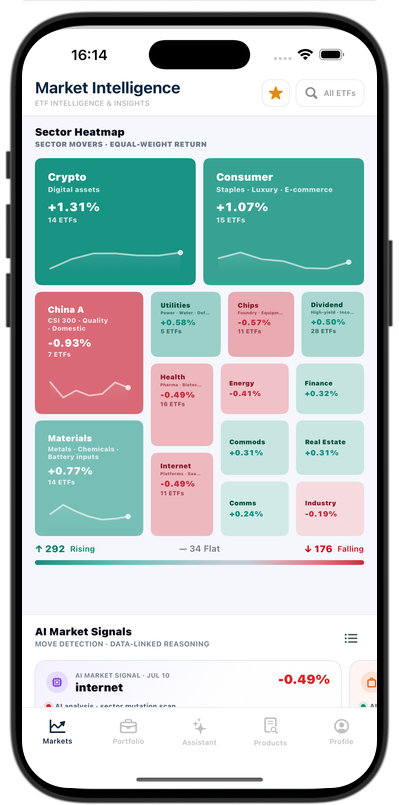 16:14
Market Intelligence
ETF INTELLIGENCE & INSIGHTS
All ETFs
Sector Heatmap
SECTOR MOVERS · EQUAL-WEIGHT RETURN
Crypto
Digital assets
+1.31%
14 ETFs
Consumer
Staples · Luxury · E-commerce
+1.07%
15 ETFs
China A
CSI 300 · Quality
· Domestic
-0.93%
7 ETFs
Utilities
Power · Water · Def...
+0.58%
5 ETFs
Chips
Foundry · Equipm...
-0.57%
11 ETFs
Dividend
High-yield · Inco...
+0.50%
28 ETFs
Health
Pharma · Biotec...
-0.49%
16 ETFs
Energy
-0.41%
Finance
+0.32%
Materials
Metals · Chemicals ·
Battery inputs
+0.77%
14 ETFs
Internet
Platforms · Saa...
-0.49%
11 ETFs
Commods
+0.31%
Real Estate
+0.31%
Comms
+0.24%
Industry
-0.19%
↑ 292 Rising
— 34 Flat
↓ 176 Falling
AI Market Signals
MOVE DETECTION · DATA-LINKED REASONING
AI MARKET SIGNAL · JUL 10
internet
-0.49%
AI analysis · sector mutation scan
Markets
Portfolio
Assistant
Products
Profile